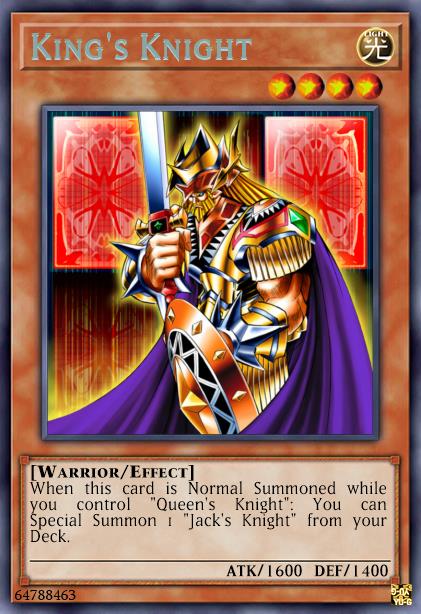 King's Knight
LIGHT
光
[Warrior/Effect]
When this card is Normal Summoned while
you control "Queen's Knight": You can
Special Summon 1 "Jack's Knight" from your
Deck.
ATK/1600 DEF/1400
64788463